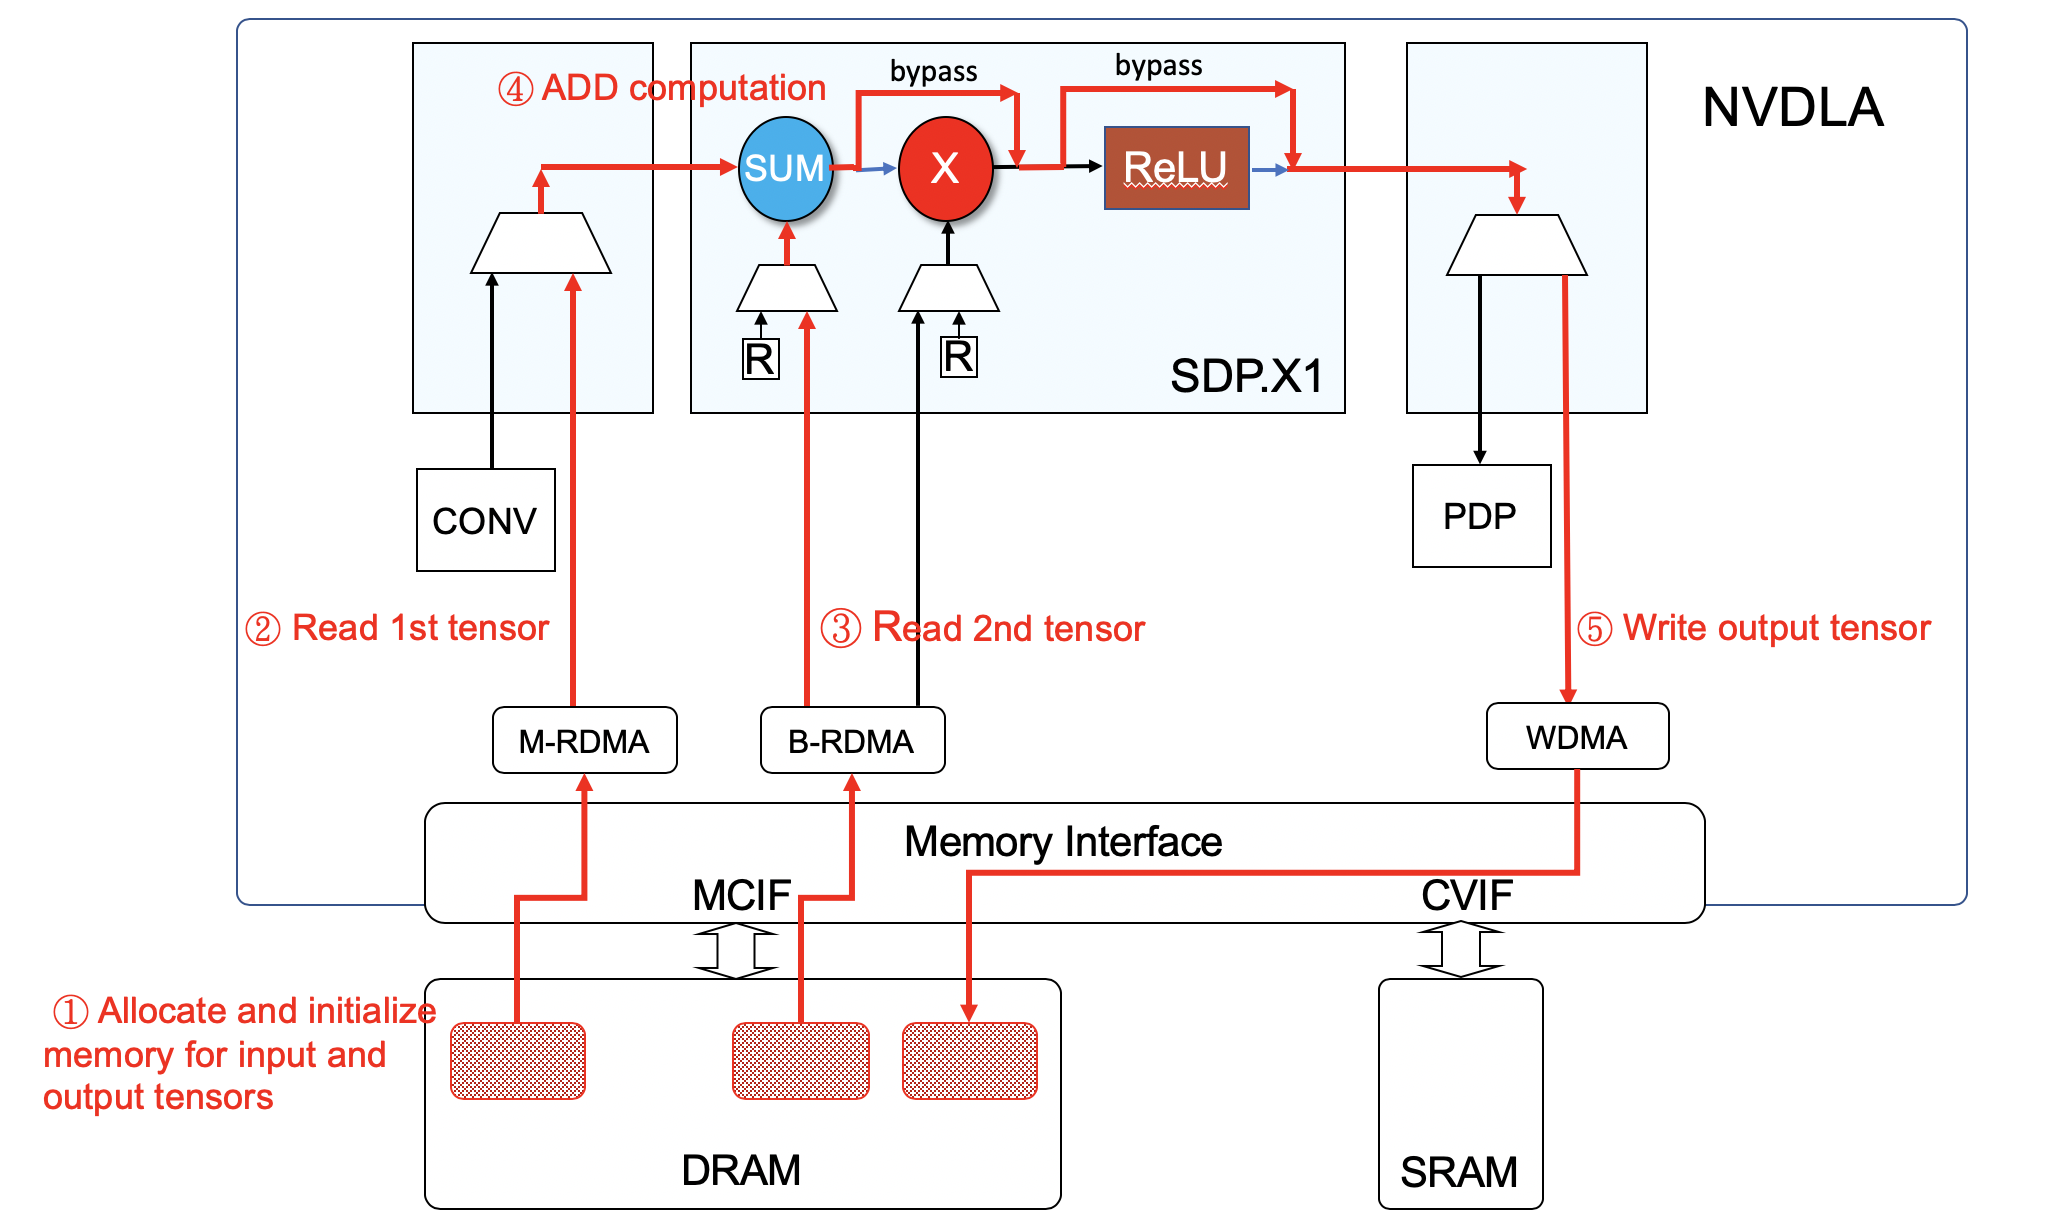 bypass
bypass
④ ADD computation
NVDLA
SUM
X
ReLU
R
R
SDP.X1
CONV
PDP
② Read 1st tensor
③ Read 2nd tensor
⑤ Write output tensor
M-RDMA
B-RDMA
WDMA
Memory Interface
MCIF
CVIF
① Allocate and initialize
memory for input and
output tensors
DRAM
SRAM